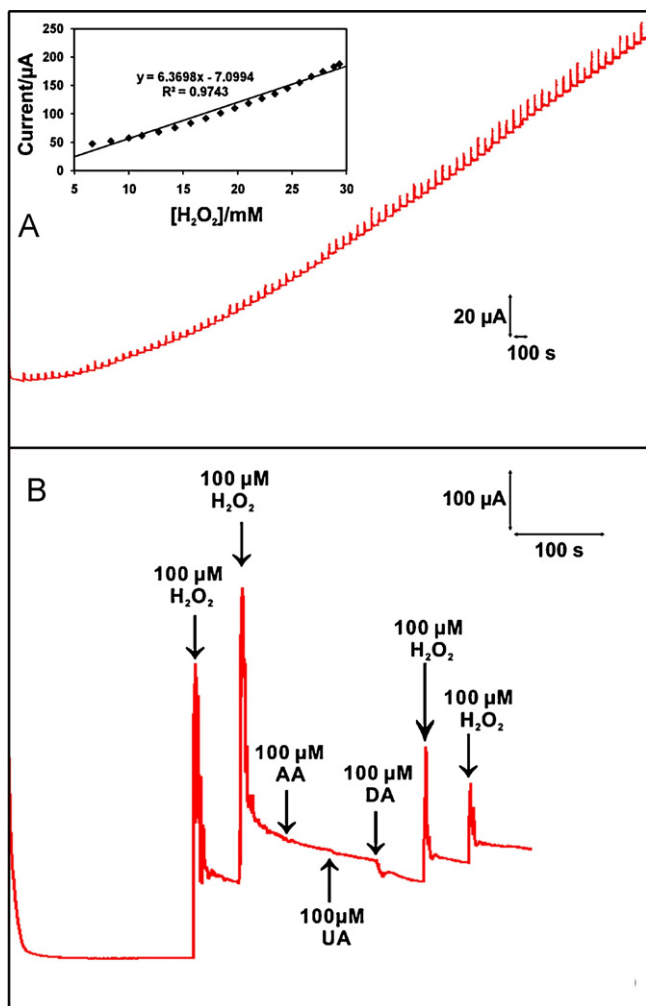 250
200
150
100
50
0
Current/µA
y = 6.3698x - 7.0994
R² = 0.9743
5 10 15 20 25 30
[H₂O₂]/mM
A
20 µA
100 s
B
100 µM
H₂O₂
100 µM
H₂O₂
100 µA
100 s
100 µM
H₂O₂
100 µM
H₂O₂
100 µM
AA
100 µM
DA
100µM
UA